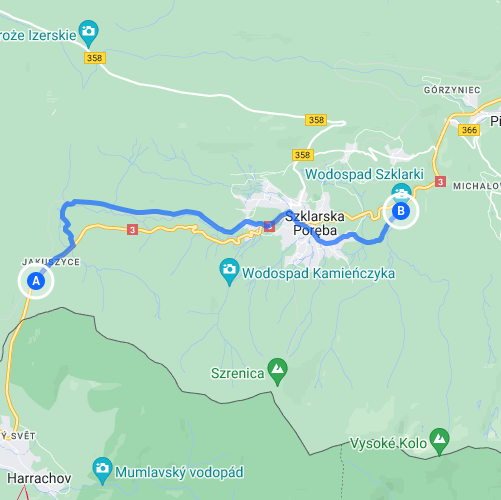 roże Izerskie
358
GÓRZYNIEC
358
Pi
366
358
Wodospad Szklarki
3
MICHAŁOW
B
Szklarska
Poręba
3
3
JAKUSZYCE
A
Wodospad Kamieńczyka
Szrenica
Ý SVĚT
Vysoké Kolo
Harrachov
Mumlavský vodopád